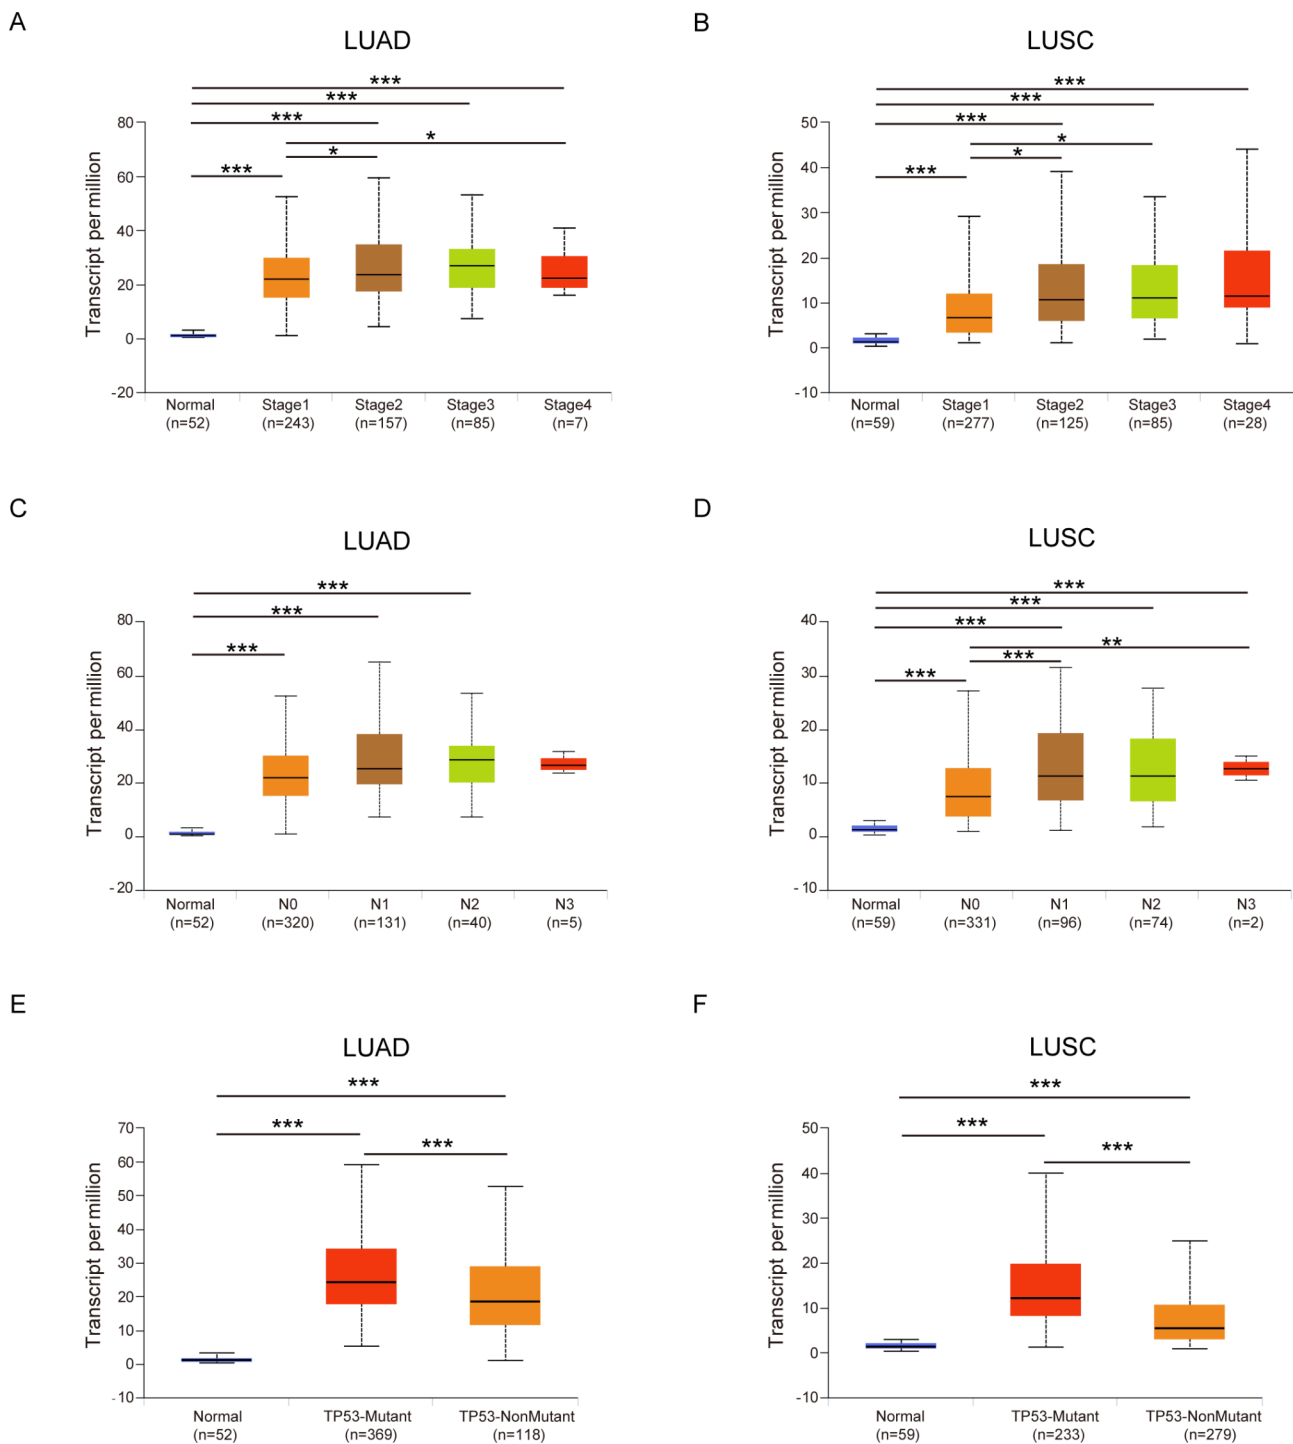 A
LUAD
***
***
***
*
*
***
Transcript per million
80
60
40
20
0
-20
Normal Stage1 Stage2 Stage3 Stage4
(n=52) (n=243) (n=157) (n=85) (n=7)
B
LUSC
***
***
***
*
*
***
Transcript per million
50
40
30
20
10
0
-10
Normal Stage1 Stage2 Stage3 Stage4
(n=59) (n=277) (n=125) (n=85) (n=28)
C
LUAD
***
***
***
Transcript per million
80
60
40
20
0
-20
Normal N0 N1 N2 N3
(n=52) (n=320) (n=131) (n=40) (n=5)
D
LUSC
***
***
***
**
***
***
Transcript per million
40
30
20
10
0
-10
Normal N0 N1 N2 N3
(n=59) (n=331) (n=96) (n=74) (n=2)
E
LUAD
***
***
***
Transcript per million
70
60
50
40
30
20
10
0
-10
Normal TP53-Mutant TP53-NonMutant
(n=52) (n=369) (n=118)
F
LUSC
***
***
***
Transcript per million
50
40
30
20
10
0
-10
Normal TP53-Mutant TP53-NonMutant
(n=59) (n=233) (n=279)